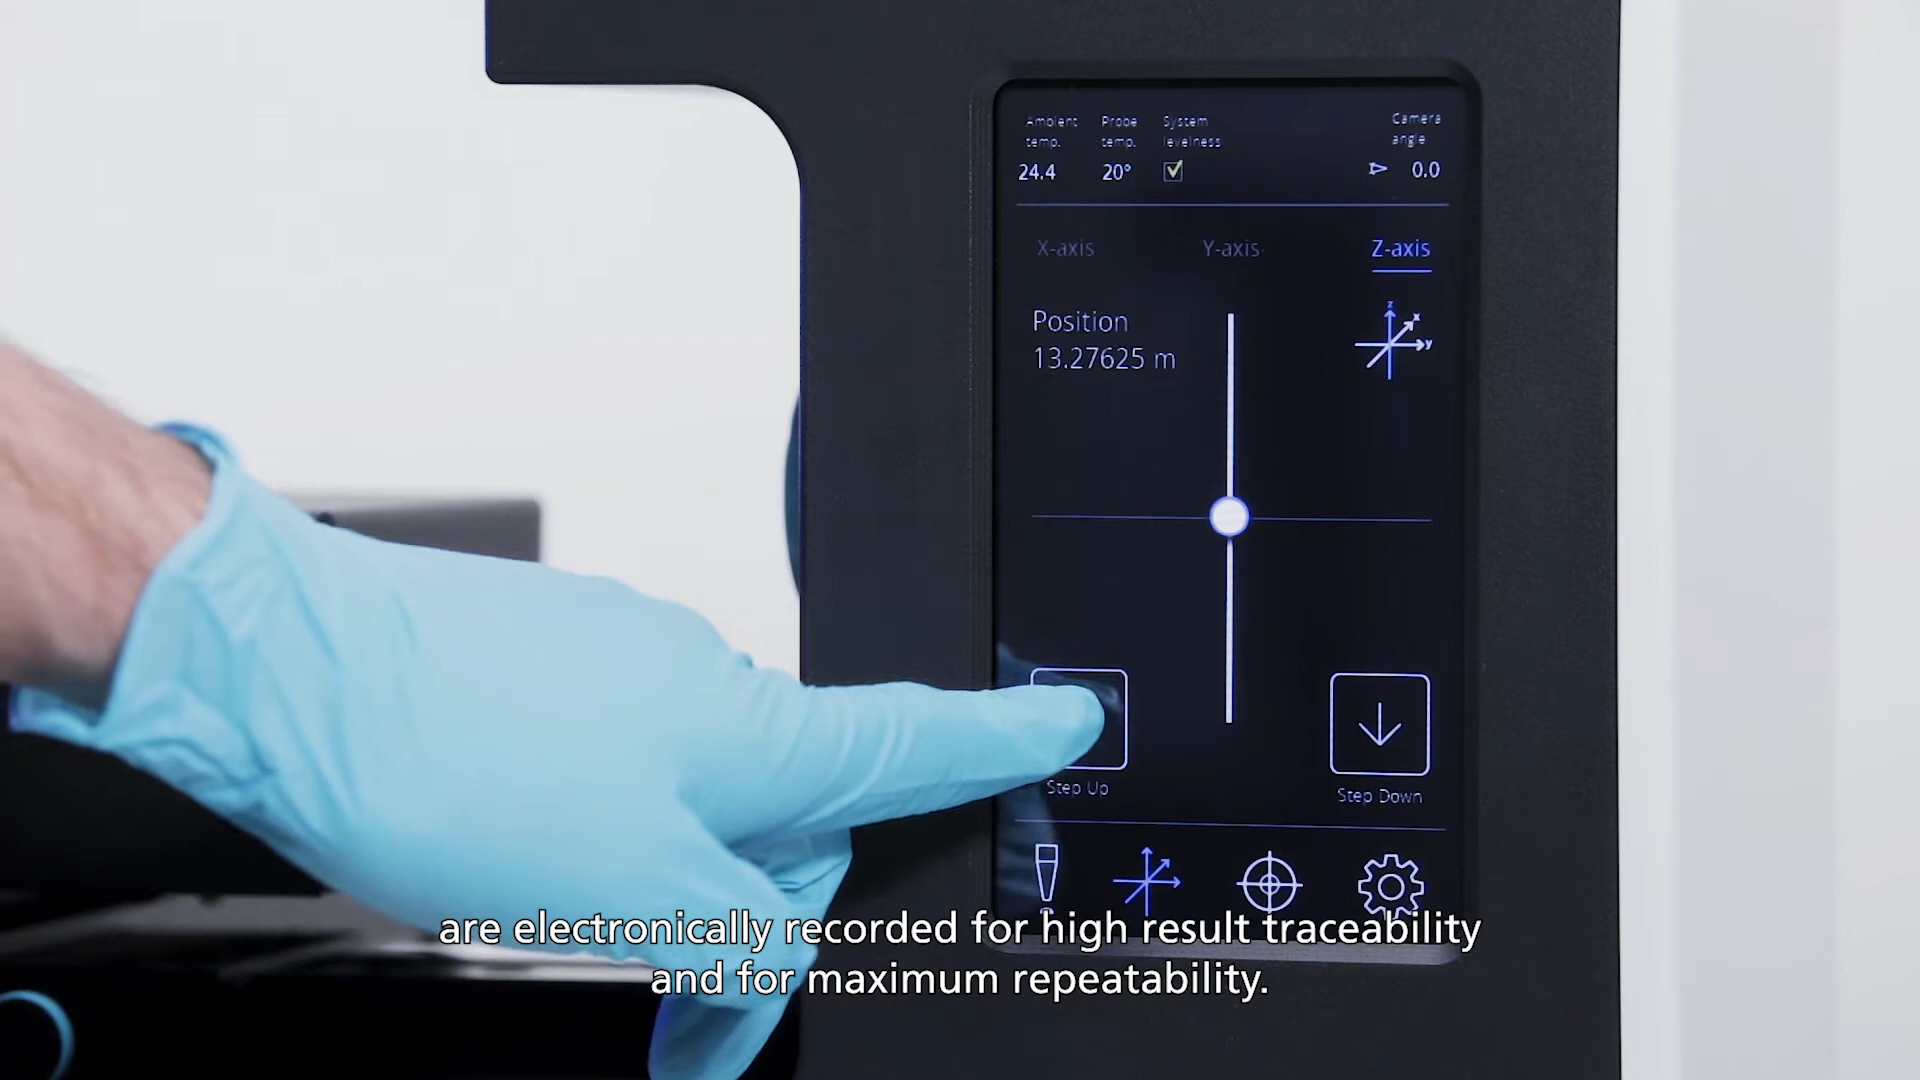 Ambient temp.
Probe temp.
System levelness
Camera angle
24.4
20°
0.0
X-axis
Y-axis
Z-axis
Position
13.27625 m
z
x
y
Step Up
Step Down
are electronically recorded for high result traceability
and for maximum repeatability.